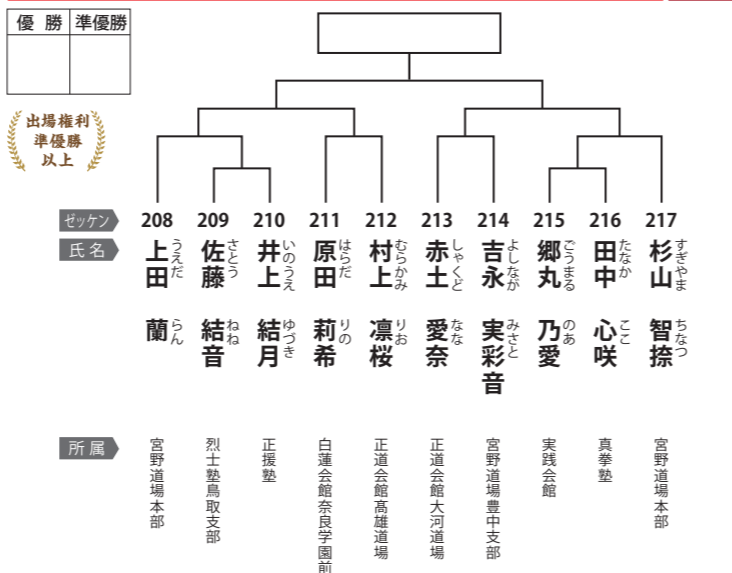 優勝 準優勝
出場権利
準優勝
以上
ゼッケン 208 209 210 211 212 213 214 215 216 217
氏名
上田 蘭
うえだ らん
佐藤 結音
さとう ねね
井上 結月
いのうえ ゆづき
原田 莉希
はらだ りの
村上 凛桜
むらかみ りお
赤土 愛奈
しゃくど なな
吉永 実彩音
よしなが みさと
郷丸 乃愛
ごうまる のあ
田中 心咲
たなか ここ
杉山 智捺
すぎやま ちなつ
所属
宮野道場本部
烈士塾鳥取支部
正援塾
白蓮会館奈良学園前
正道会館髙雄道場
正道会館大河道場
宮野道場豊中支部
実践会館
真拳塾
宮野道場本部